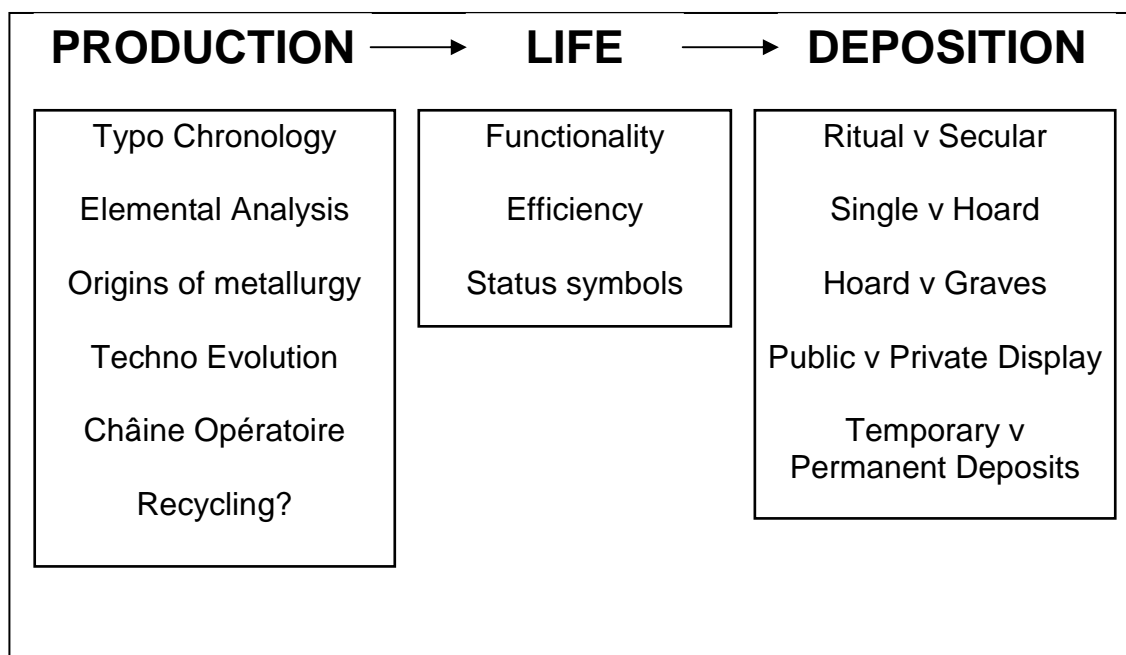 PRODUCTION
LIFE
DEPOSITION
Typo Chronology
Elemental Analysis
Origins of metallurgy
Techno Evolution
Châine Opératoire
Recycling?
Functionality
Efficiency
Status symbols
Ritual v Secular
Single v Hoard
Hoard v Graves
Public v Private Display
Temporary v
Permanent Deposits